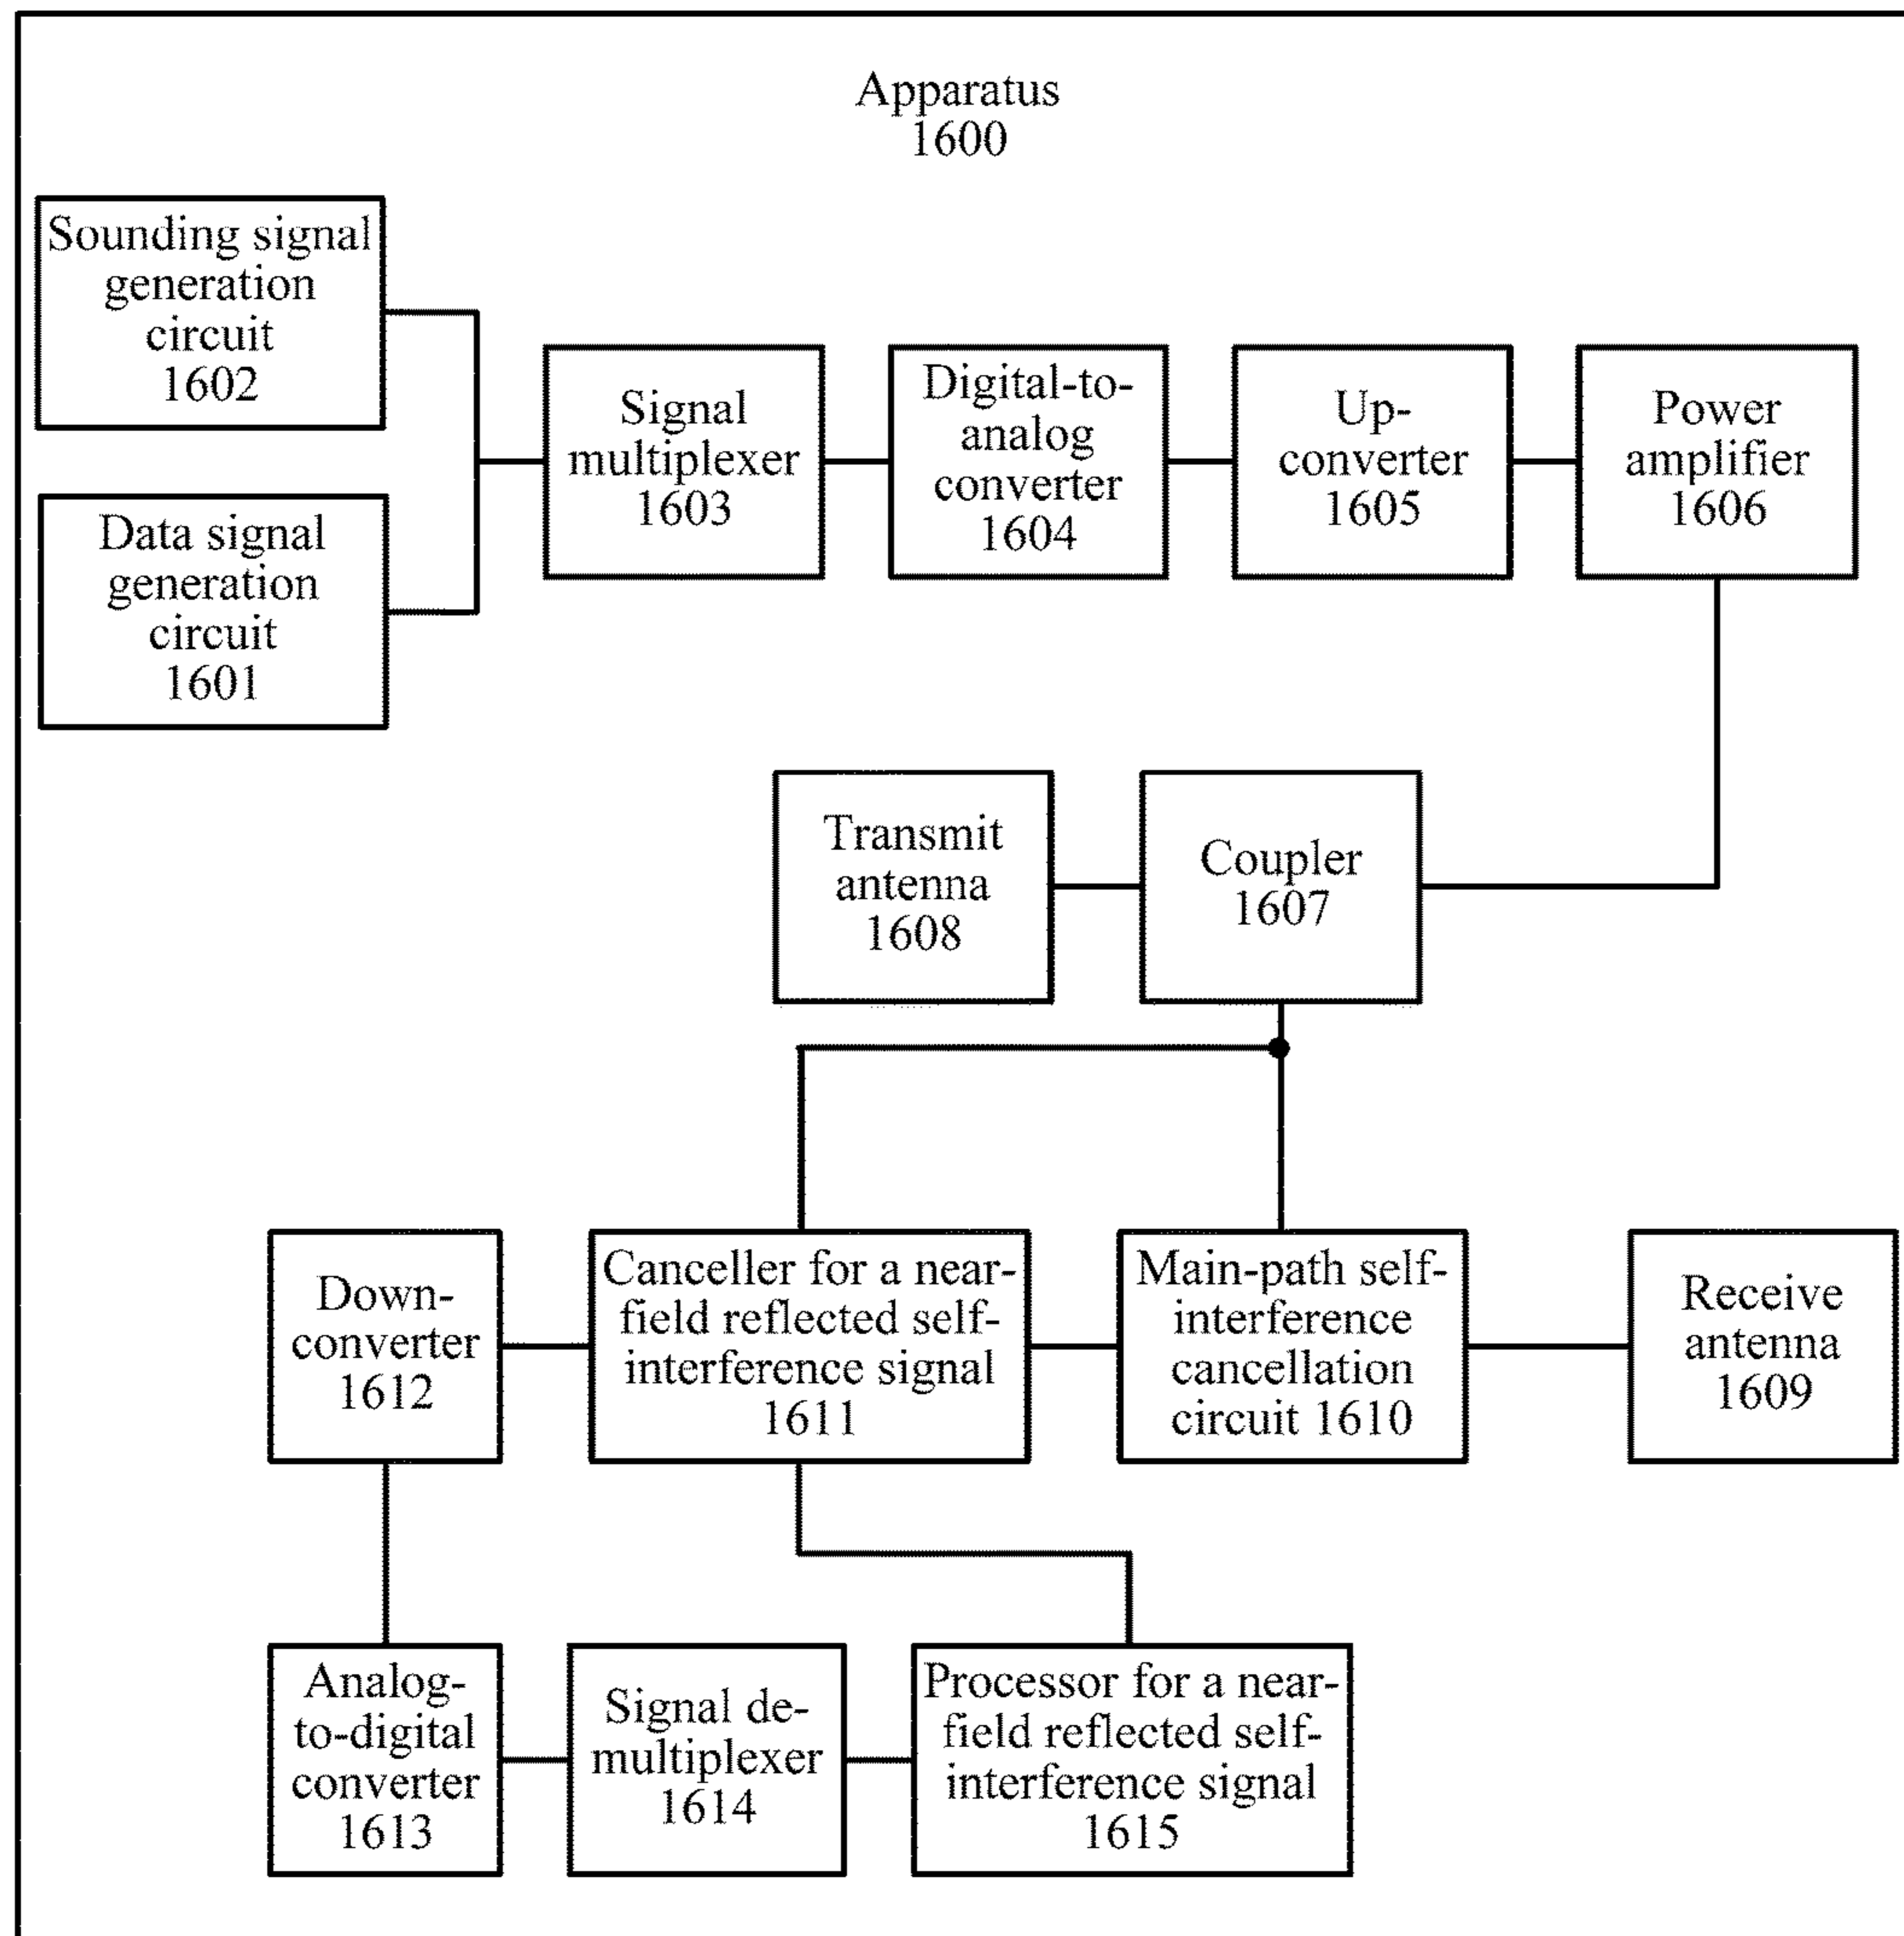 Apparatus
1600
Sounding signal
generation
circuit
1602
Data signal
generation
circuit
1601
Signal
multiplexer
1603
Digital-to-
analog
converter
1604
Up-
converter
1605
Power
amplifier
1606
Transmit
antenna
1608
Coupler
1607
Down-
converter
1612
Canceller for a near-
field reflected self-
interference signal
1611
Main-path self-
interference
cancellation
circuit 1610
Receive
antenna
1609
Analog-
to-digital
converter
1613
Signal de-
multiplexer
1614
Processor for a near-
field reflected self-
interference signal
1615